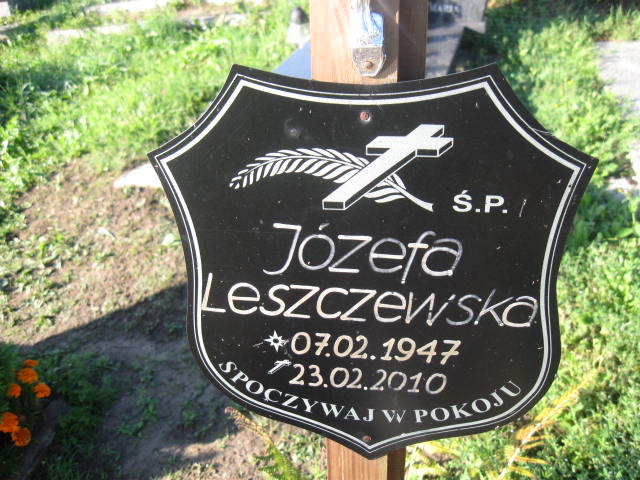 Ś.P.
Józefa
Leszczewska
07.02.1947
23.02.2010
SPOCZYWAJ W POKOJU